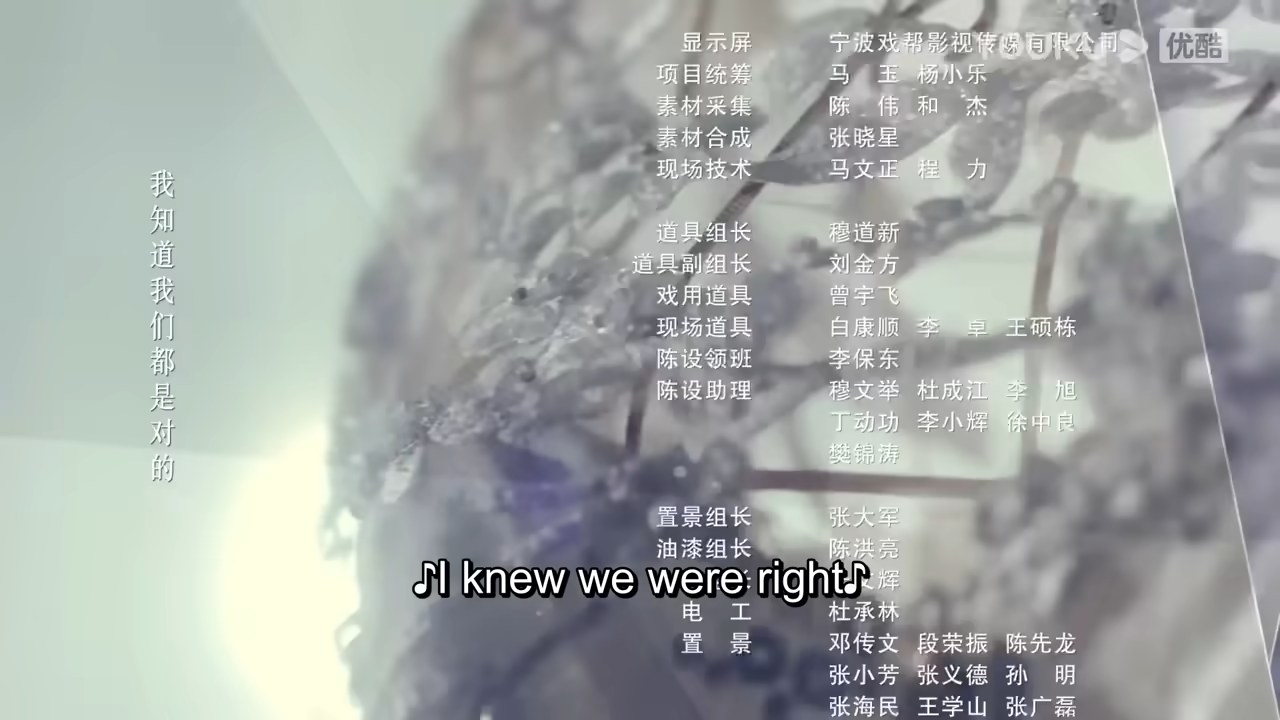 显示屏 宁波戏帮影视传媒有限公司
优酷
项目统筹 马 玉 杨小乐
素材采集 陈 伟 和 杰
素材合成 张晓星
现场技术 马文正 程 力
我知道我们都是对的
道具组长 穆道新
道具副组长 刘金方
戏用道具 曾宇飞
现场道具 白康顺 李 卓 王硕栋
陈设领班 李保东
陈设助理 穆文举 杜成江 李 旭
丁动功 李小辉 徐中良
樊锦涛
置景组长 张大军
油漆组长 陈洪亮
♪I knew we were right♪
长 辉
电 工 杜承林
置 景 邓传文 段荣振 陈先龙
张小芳 张义德 孙 明
张海民 王学山 张广磊